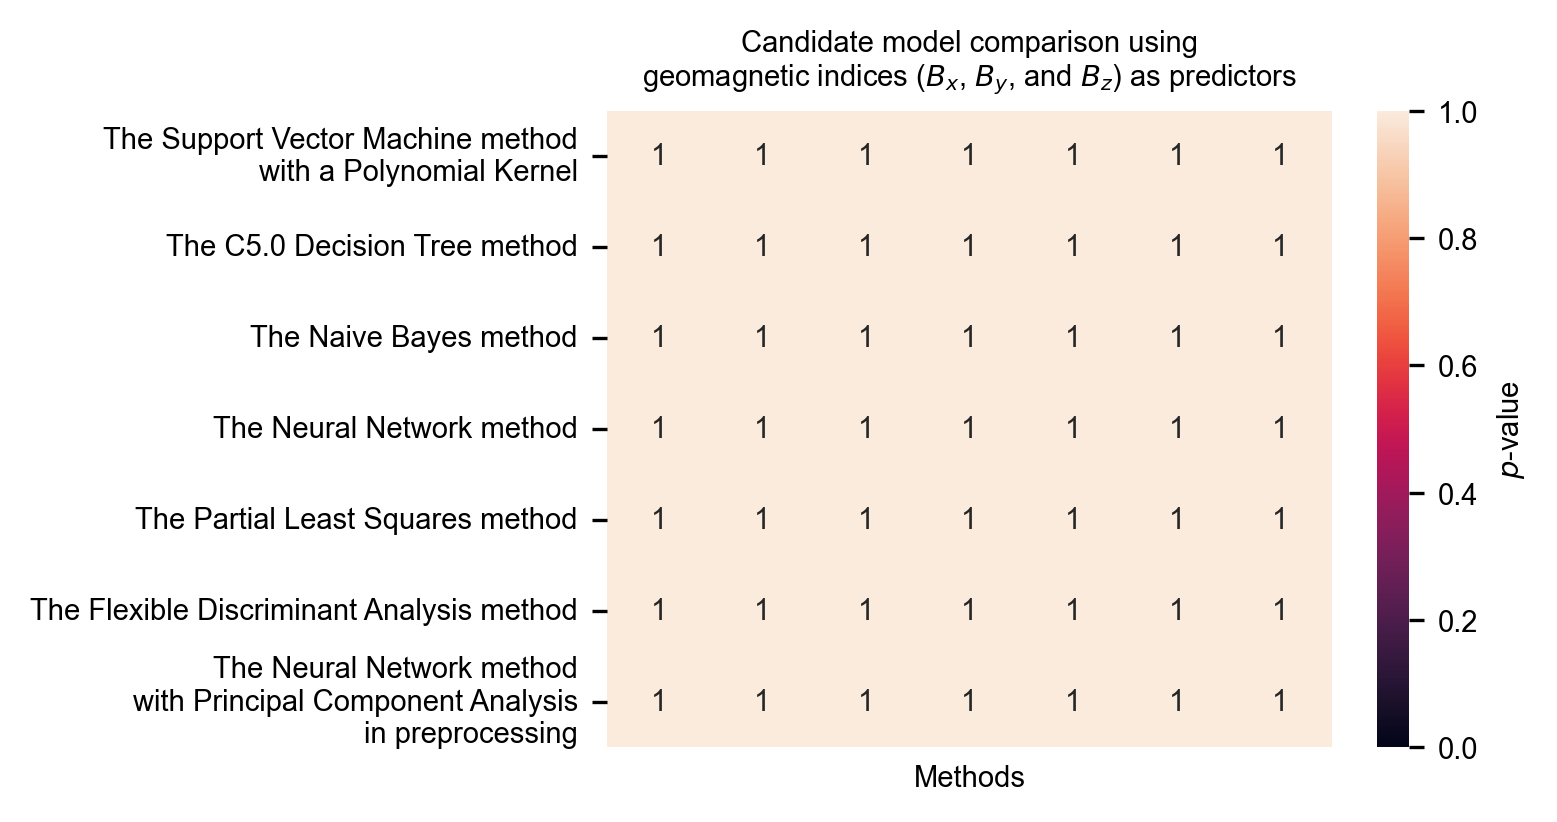 Candidate model comparison using
geomagnetic indices (Bx, By, and Bz) as predictors
The Support Vector Machine method
with a Polynomial Kernel
1 1 1 1 1 1 1
The C5.0 Decision Tree method
1 1 1 1 1 1 1
The Naive Bayes method
1 1 1 1 1 1 1
The Neural Network method
1 1 1 1 1 1 1
The Partial Least Squares method
1 1 1 1 1 1 1
The Flexible Discriminant Analysis method
1 1 1 1 1 1 1
The Neural Network method
with Principal Component Analysis
in preprocessing
1 1 1 1 1 1 1
Methods
1.0
0.8
0.6
0.4
0.2
0.0
p-value